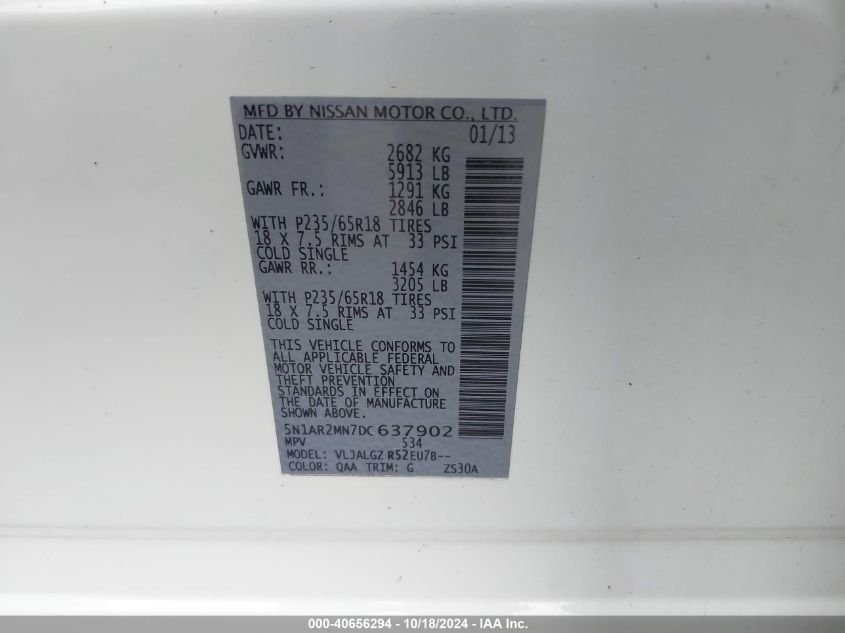 MFD BY NISSAN MOTOR CO., LTD.
DATE: 01/13
GVWR: 2682 KG
5913 LB
GAWR FR.: 1291 KG
2846 LB
WITH P235/65R18 TIRES
18 X 7.5 RIMS AT 33 PSI
COLD SINGLE
GAWR RR.: 1454 KG
3205 LB
WITH P235/65R18 TIRES
18 X 7.5 RIMS AT 33 PSI
COLD SINGLE
THIS VEHICLE CONFORMS TO
ALL APPLICABLE FEDERAL
MOTOR VEHICLE SAFETY AND
THEFT PREVENTION
STANDARDS IN EFFECT ON
THE DATE OF MANUFACTURE
SHOWN ABOVE.
5N1AR2MN7DC637902
MPV 534
MODEL: VLJALGZ R52EU7B--
COLOR: QAA TRIM: G ZS30A
000-40656294 - 10/18/2024 - IAA Inc.